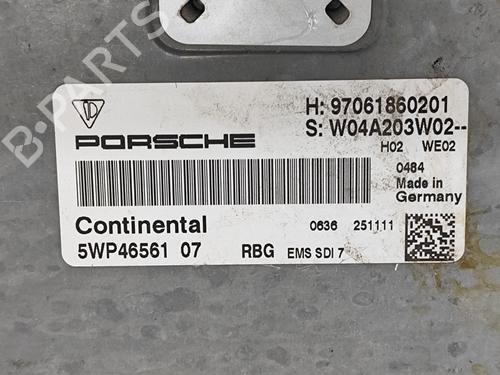 H: 97061860201
S: W04A203W02--
H02 WE02
PORSCHE
0484
Made in
Germany
Continental
0636 251111
5WP46561 07 RBG EMS SDI 7
B-PARTS